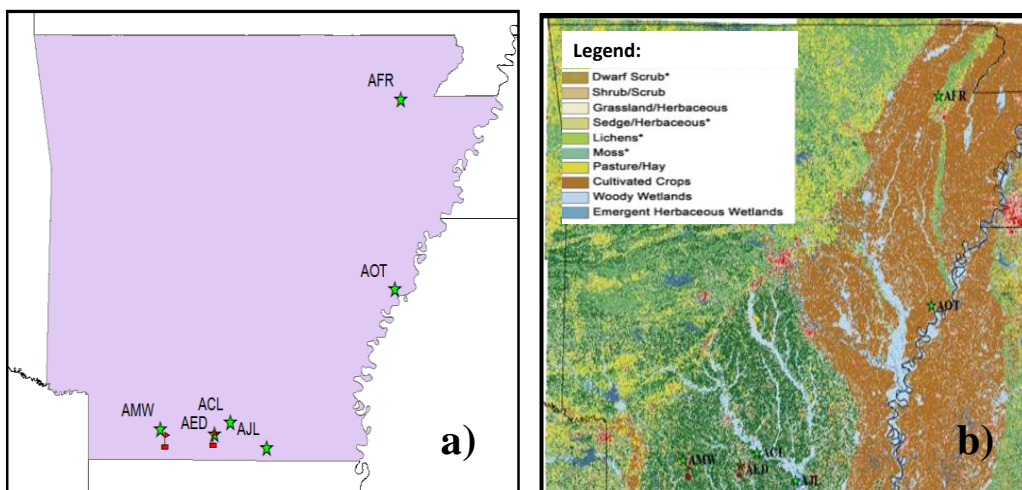 AFR
AOT
ACL
AMW
AED
AJL
a)
Legend:
Dwarf Scrub*
Shrub/Scrub
Grassland/Herbaceous
Sedge/Herbaceous*
Lichens*
Moss*
Pasture/Hay
Cultivated Crops
Woody Wetlands
Emergent Herbaceous Wetlands
AFR
AOT
ACL
AMW
AED
AJL
b)